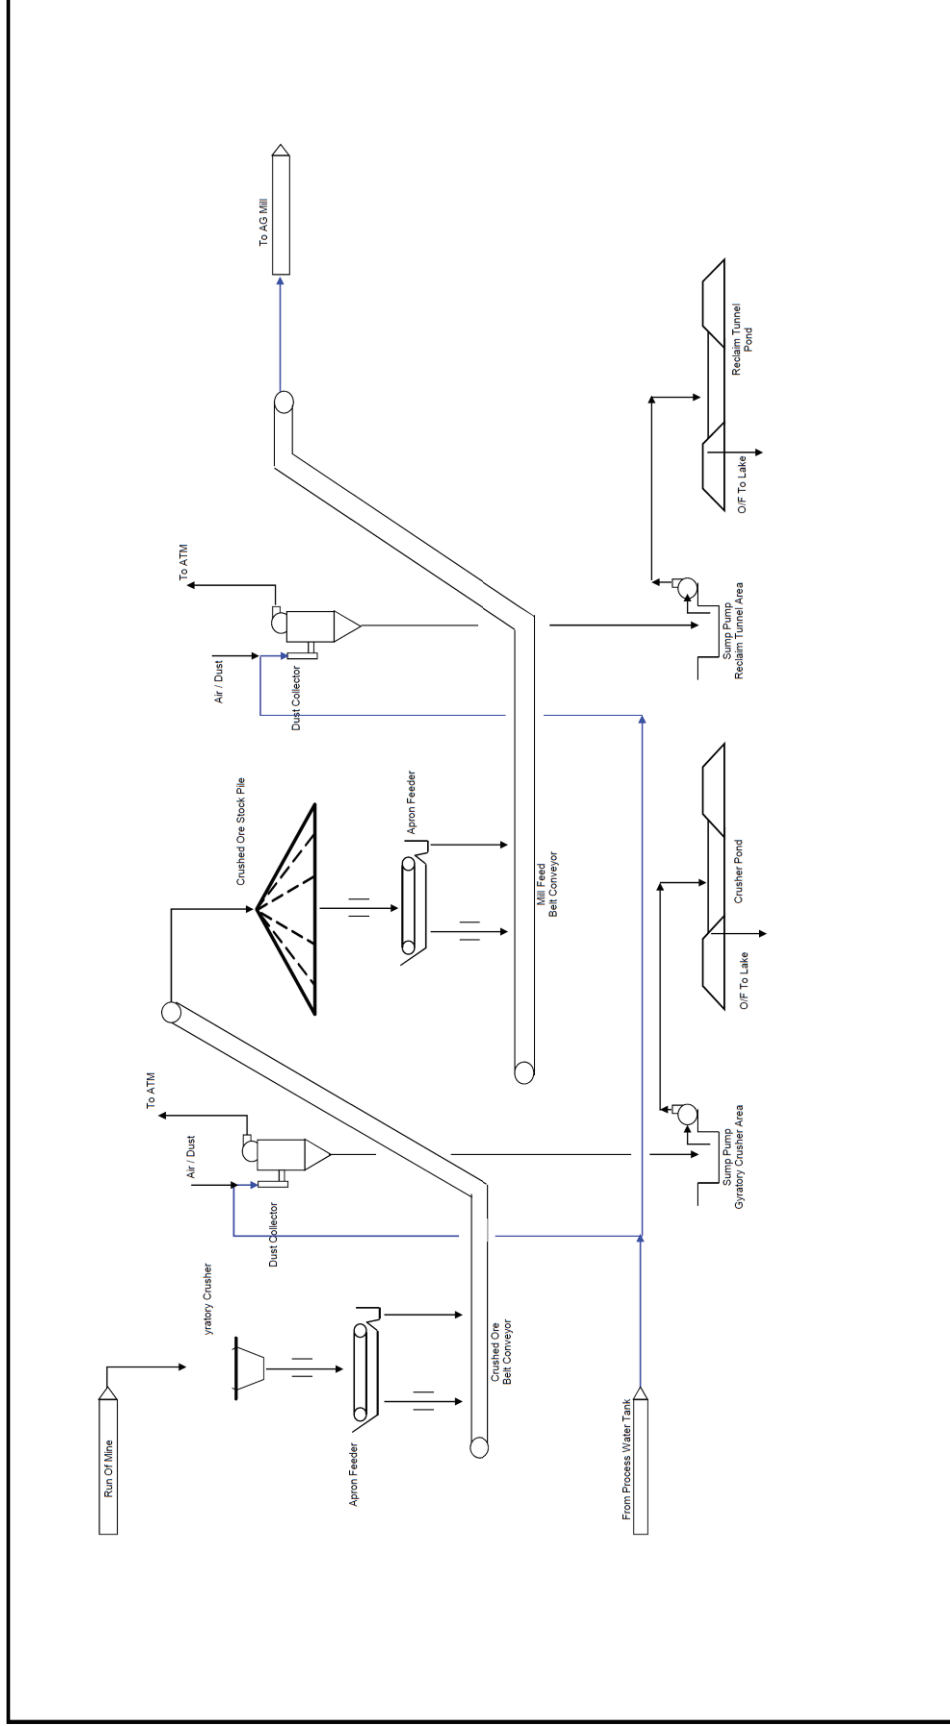 Run Of Mine
yratory Crusher
Apron Feeder
Air / Dust
To ATM
Dust Collector
Crushed Ore
Belt Conveyor
From Process Water Tank
Crushed Ore Stock Pile
Apron Feeder
Mill Feed
Belt Conveyor
Sump Pump
Gyratory Crusher Area
O/F To Lake
Crusher Pond
Air / Dust
To ATM
Dust Collector
Sump Pump
Reclaim Tunnel Area
O/F To Lake
Reclaim Tunnel
Pond
To AG Mill